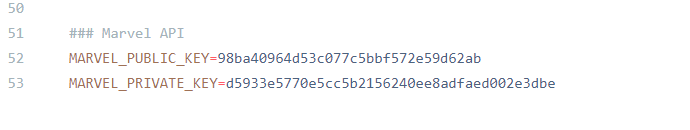 50
51 ### Marvel API
52 MARVEL_PUBLIC_KEY=98ba40964d53c077c5bbf572e59d62ab
53 MARVEL_PRIVATE_KEY=d5933e5770e5cc5b2156240ee8adfaed002e3dbe